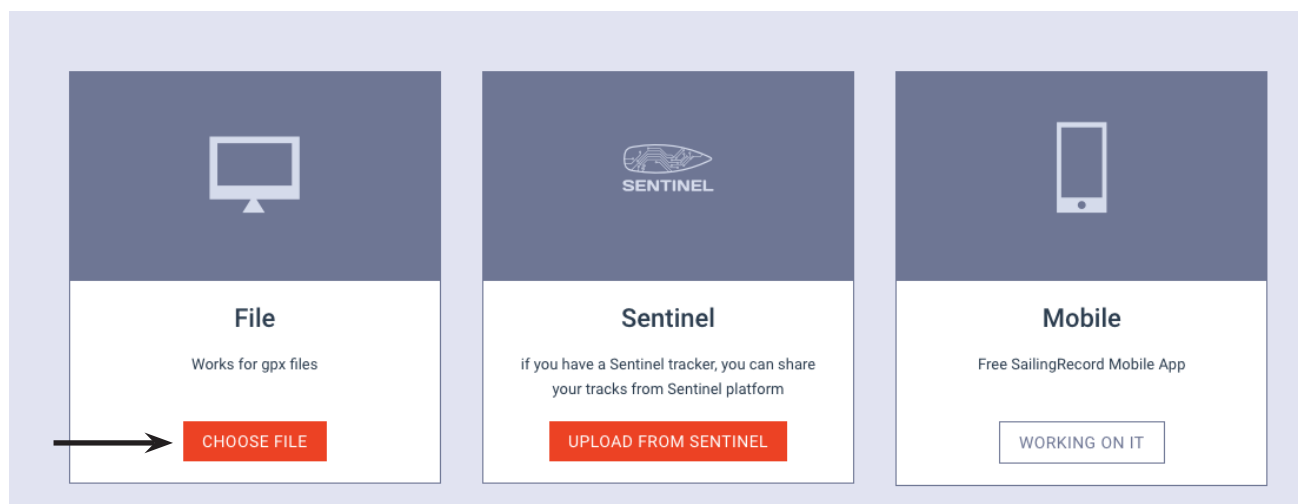 File
Works for gpx files
CHOOSE FILE
SENTINEL
Sentinel
if you have a Sentinel tracker, you can share
your tracks from Sentinel platform
UPLOAD FROM SENTINEL
Mobile
Free SailingRecord Mobile App
WORKING ON IT